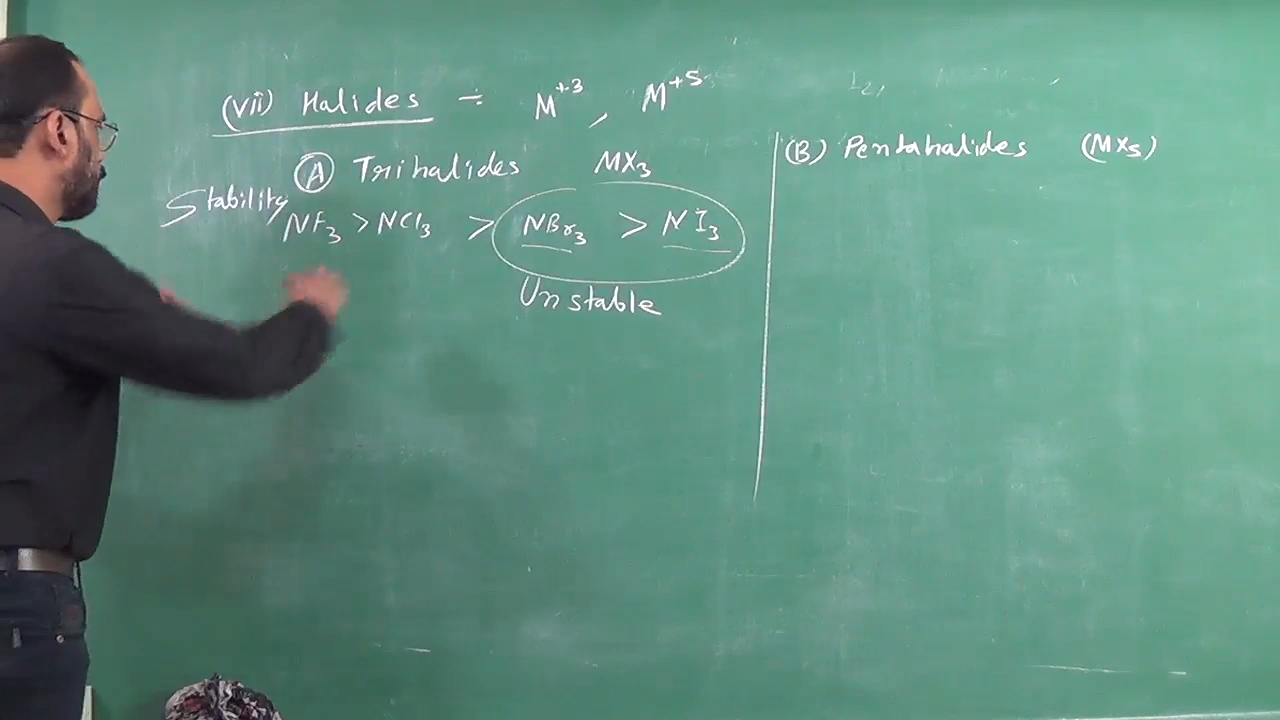 (vii) Halides ÷ M⁺³, M⁺⁵
(A) Trihalides MX₃
Stability NF₃ > NCl₃ > NBr₃ > NI₃
Unstable
(B) Pentahalides (MX₅)